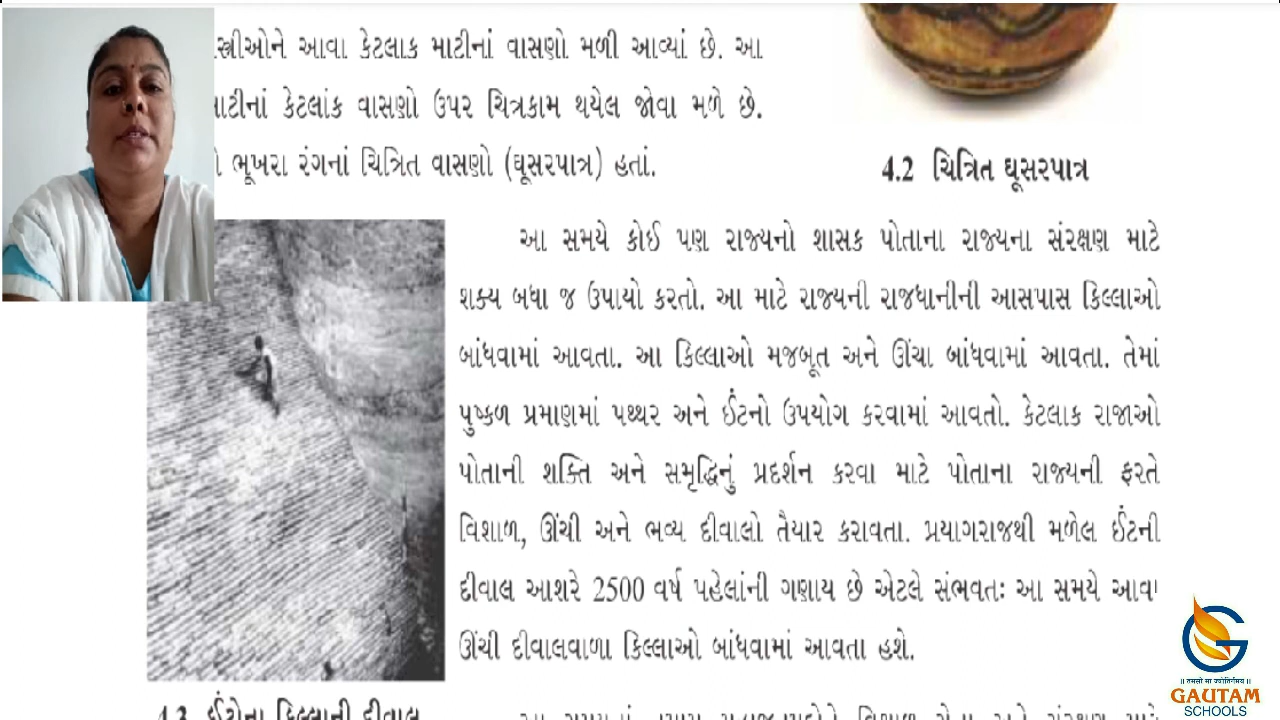 સ્ત્રીઓને આવા કેટલાક માટીનાં વાસણો મળી આવ્યાં છે. આ
માટીનાં કેટલાંક વાસણો ઉપર ચિત્રકામ થયેલ જોવા મળે છે.
ભૂખરા રંગનાં ચિત્રિત વાસણો (ઘૂસરપાત્ર) હતાં.
4.2 ચિત્રિત ઘૂસરપાત્ર
આ સમયે કોઈ પણ રાજ્યનો શાસક પોતાના રાજ્યના સંરક્ષણ માટે
શક્ય બધા જ ઉપાયો કરતો. આ માટે રાજ્યની રાજધાનીની આસપાસ કિલ્લાઓ
બાંધવામાં આવતા. આ કિલ્લાઓ મજબૂત અને ઊંચા બાંધવામાં આવતા. તેમાં
પુષ્કળ પ્રમાણમાં પથ્થર અને ઈંટનો ઉપયોગ કરવામાં આવતો. કેટલાક રાજાઓ
પોતાની શક્તિ અને સમૃદ્ધિનું પ્રદર્શન કરવા માટે પોતાના રાજ્યની ફરતે
વિશાળ, ઊંચી અને ભવ્ય દીવાલો તૈયાર કરાવતા. પ્રયાગરાજથી મળેલ ઈંટની
દીવાલ આશરે 2500 વર્ષ પહેલાંની ગણાય છે એટલે સંભવતઃ આ સમયે આવા
ઊંચી દીવાલવાળા કિલ્લાઓ બાંધવામાં આવતા હશે.
4.3 ઈંટોના કિલ્લાની દીવાલ
॥ तमसो मा ज्योतिर्गमय ॥
GAUTAM
SCHOOLS